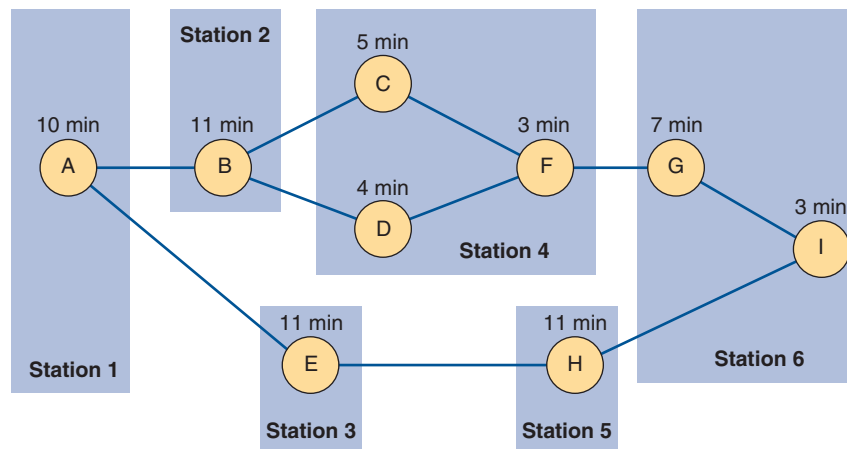 Station 2
5 min
C
10 min
A
11 min
B
3 min
F
7 min
G
4 min
D
3 min
I
Station 4
11 min
E
11 min
H
Station 1
Station 6
Station 3
Station 5